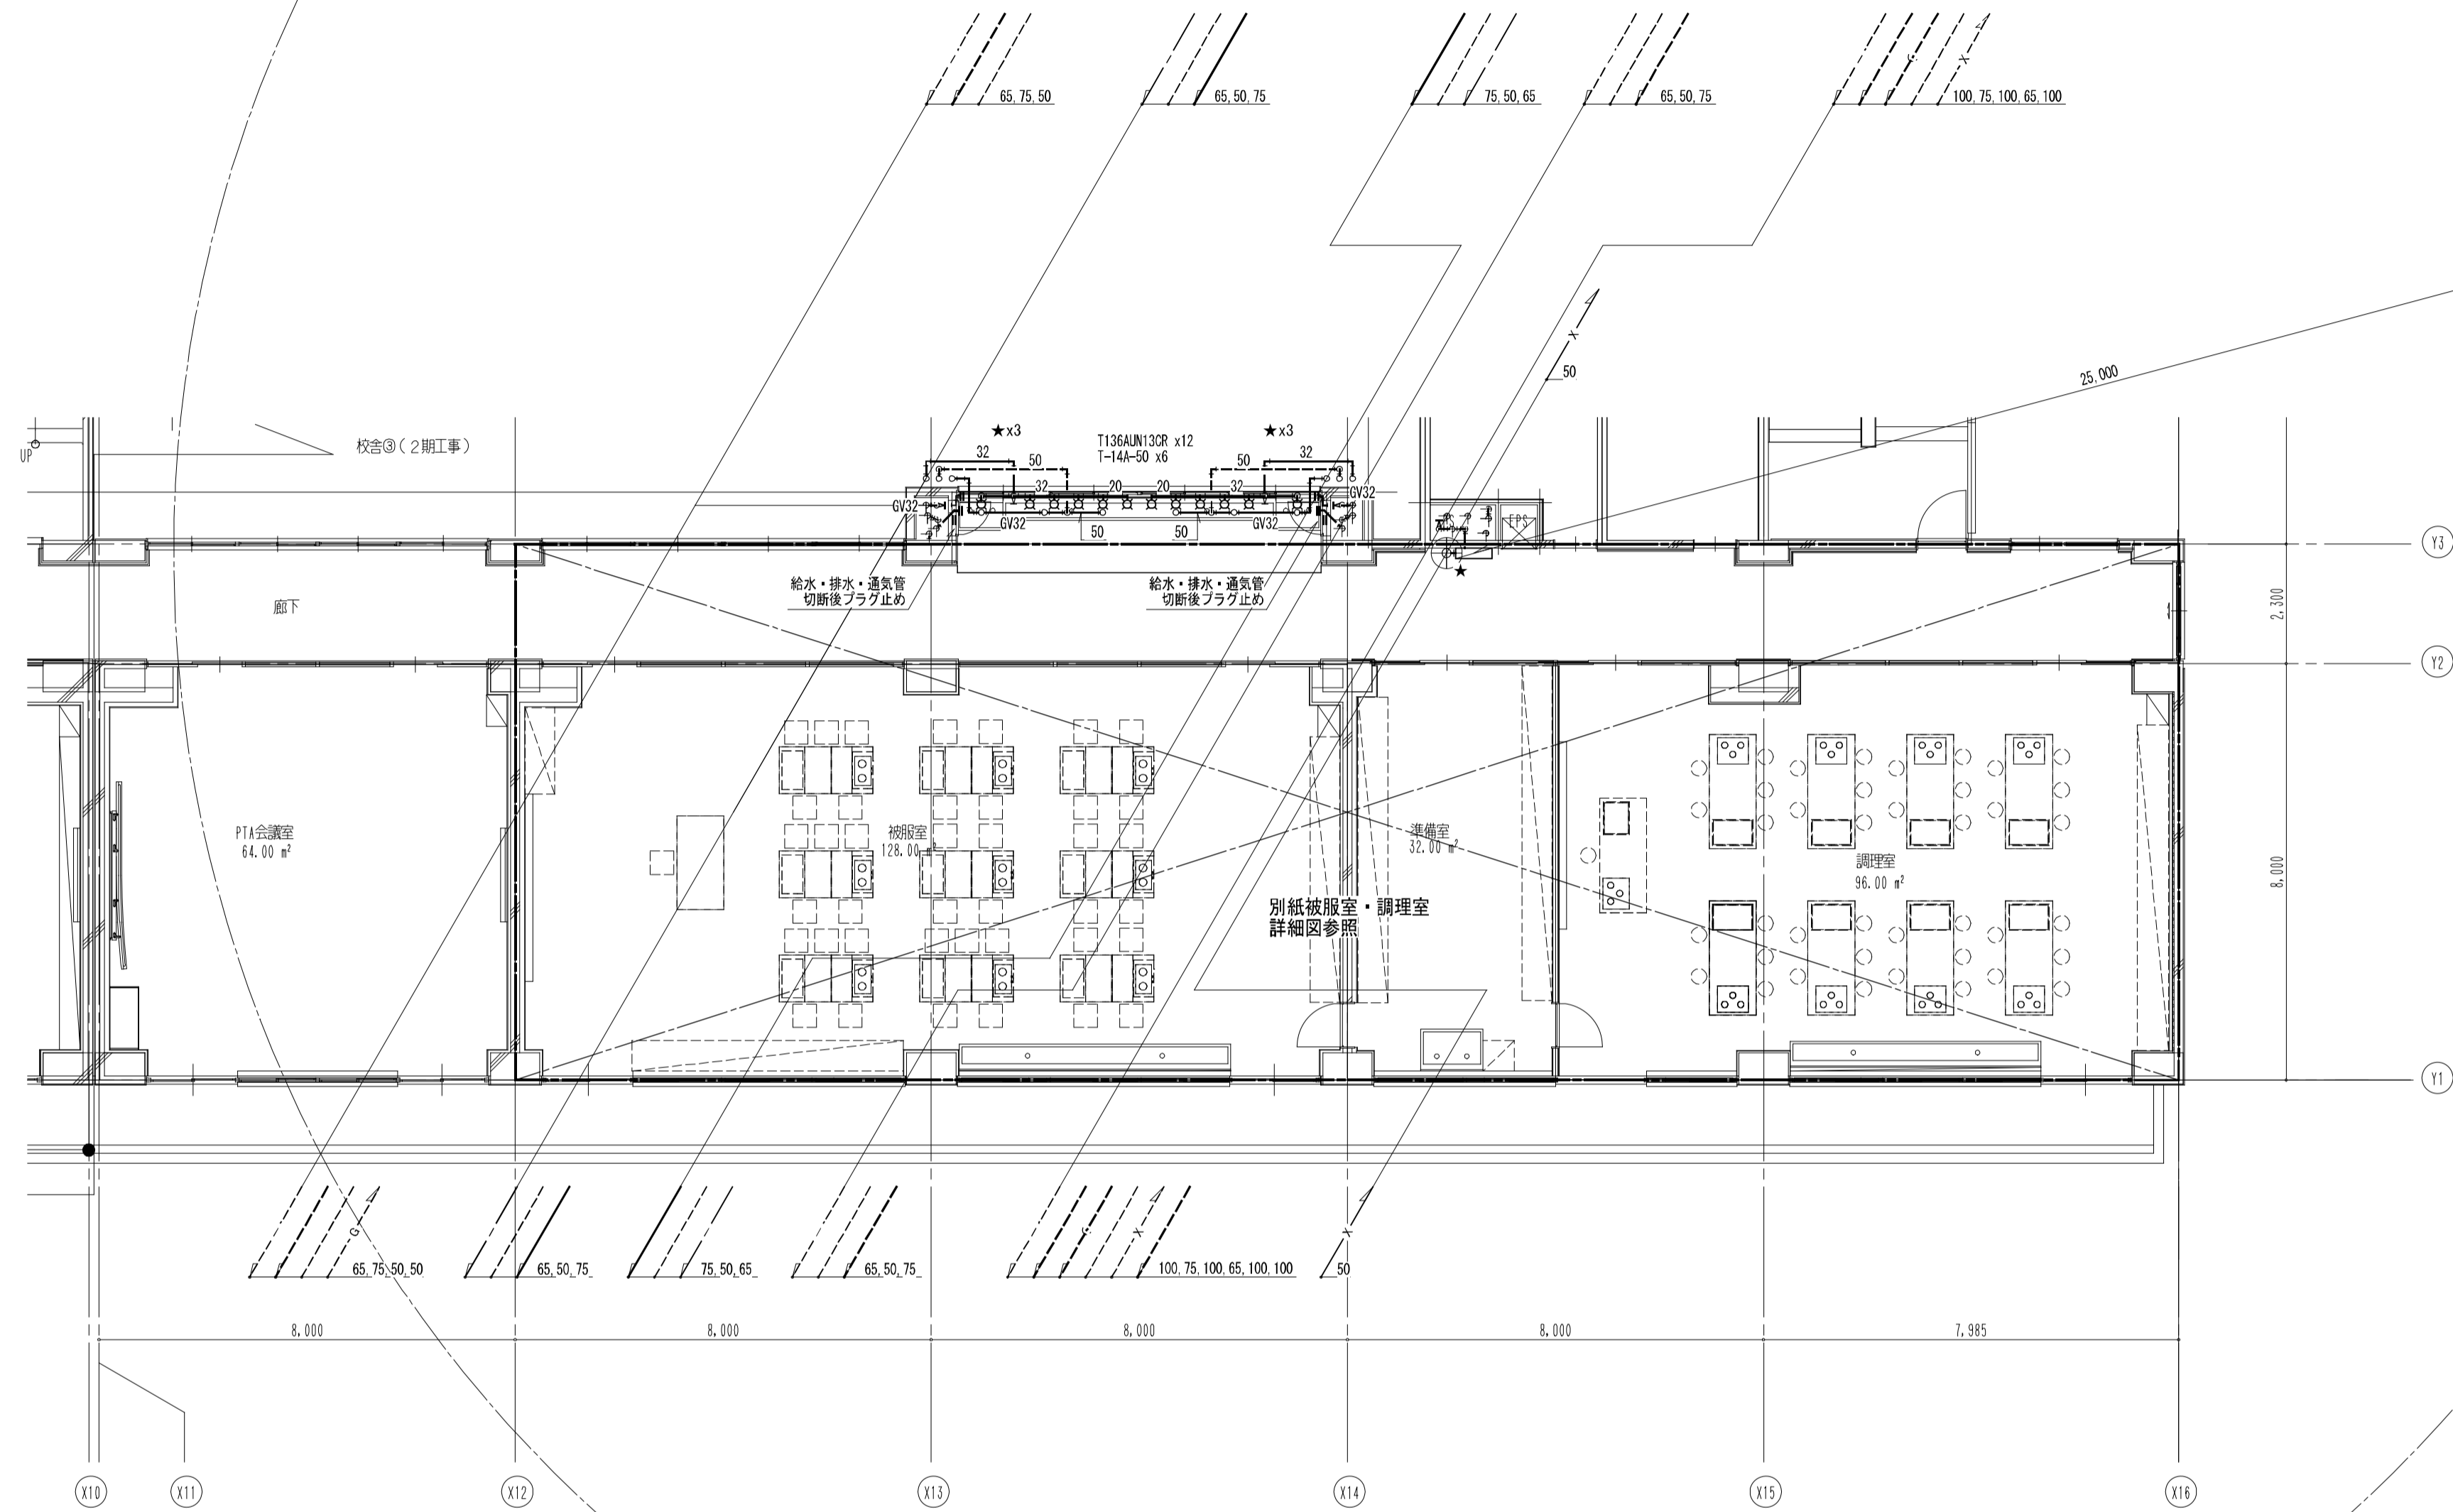 65,75,50
65,50,75
75,50,65
65,50,75
G
X
100,75,100,65,100
X
50
25,000
校舎③(2期工事)
UP
★x3
T136AUN13CR x12
T-14A-50 x6
★x3
32
50
50
32
32
20
20
32
GV32
GV32
GV32
GV32
50
50
PS
EPS
★
給水・排水・通気管
切断後プラグ止め
給水・排水・通気管
切断後プラグ止め
廊下
2,300
Y3
Y2
PTA会議室
64.00 m²
被服室
128.00 m²
準備室
32.00 m²
調理室
96.00 m²
8,000
別紙被服室・調理室
詳細図参照
Y1
G
65,75,50,50
65,50,75
75,50,65
65,50,75
G
X
100,75,100,65,100,100
X
50
8,000
8,000
8,000
8,000
7,985
X10
X11
X12
X13
X14
X15
X16